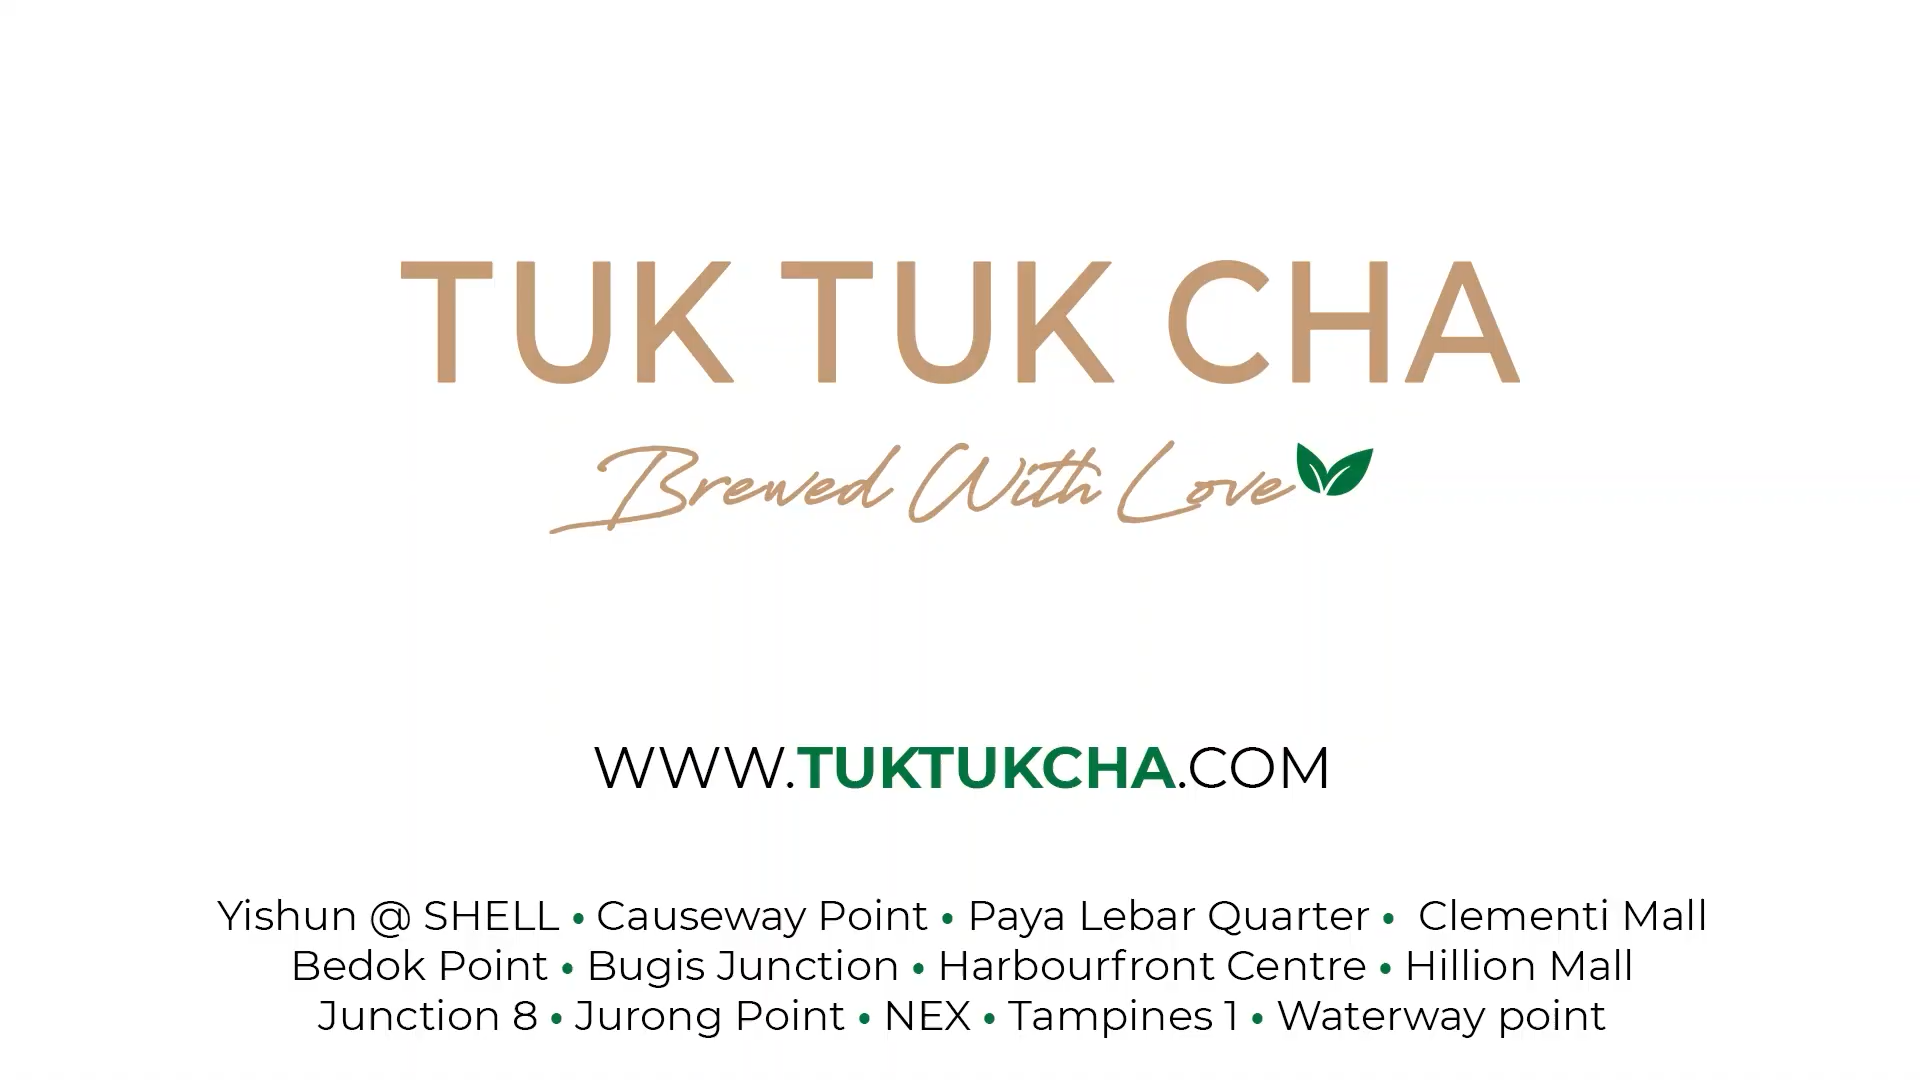 TUK TUK CHA
Brewed With Love
WWW.TUKTUKCHA.COM
Yishun @ SHELL • Causeway Point • Paya Lebar Quarter • Clementi Mall
Bedok Point • Bugis Junction • Harbourfront Centre • Hillion Mall
Junction 8 • Jurong Point • NEX • Tampines 1 • Waterway point